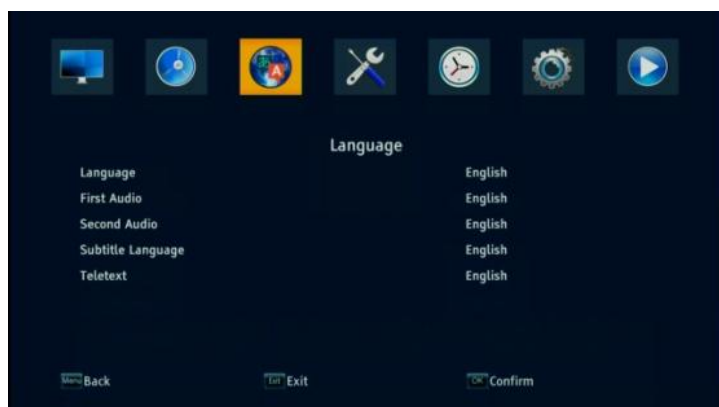 Language
Language English
First Audio English
Second Audio English
Subtitle Language English
Teletext English
Menu Back Exit Exit OK Confirm